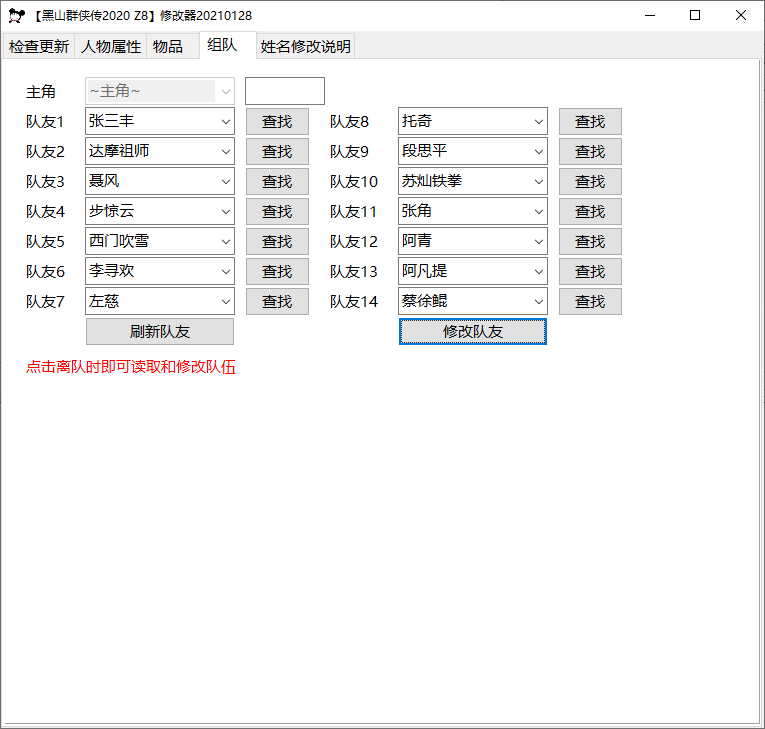 【黑山群侠传2020 Z8】修改器20210128
检查更新 人物属性 物品 组队 姓名修改说明
主角 ~主角~
队友1 张三丰 查找 队友8 托奇 查找
队友2 达摩祖师 查找 队友9 段思平 查找
队友3 聂风 查找 队友10 苏灿铁拳 查找
队友4 步惊云 查找 队友11 张角 查找
队友5 西门吹雪 查找 队友12 阿青 查找
队友6 李寻欢 查找 队友13 阿凡提 查找
队友7 左慈 查找 队友14 蔡徐鲲 查找
刷新队友 修改队友
点击离队时即可读取和修改队伍